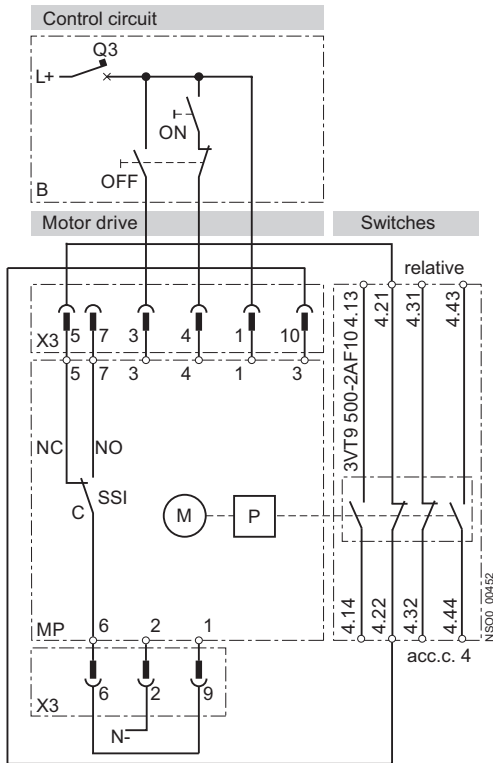 Control circuit
Q3
L+
ON
OFF
B
Motor drive
Switches
relative
X3
5 7 3 4 1 10
5 7 3 4 1 3
3VT9 500-2AF10
4.13 4.21 4.31 4.43
NC NO
C SSI
M P
4.14 4.22 4.32 4.44
NSO0_00452
MP
6 2 1
acc.c. 4
X3
6 2 9
N-